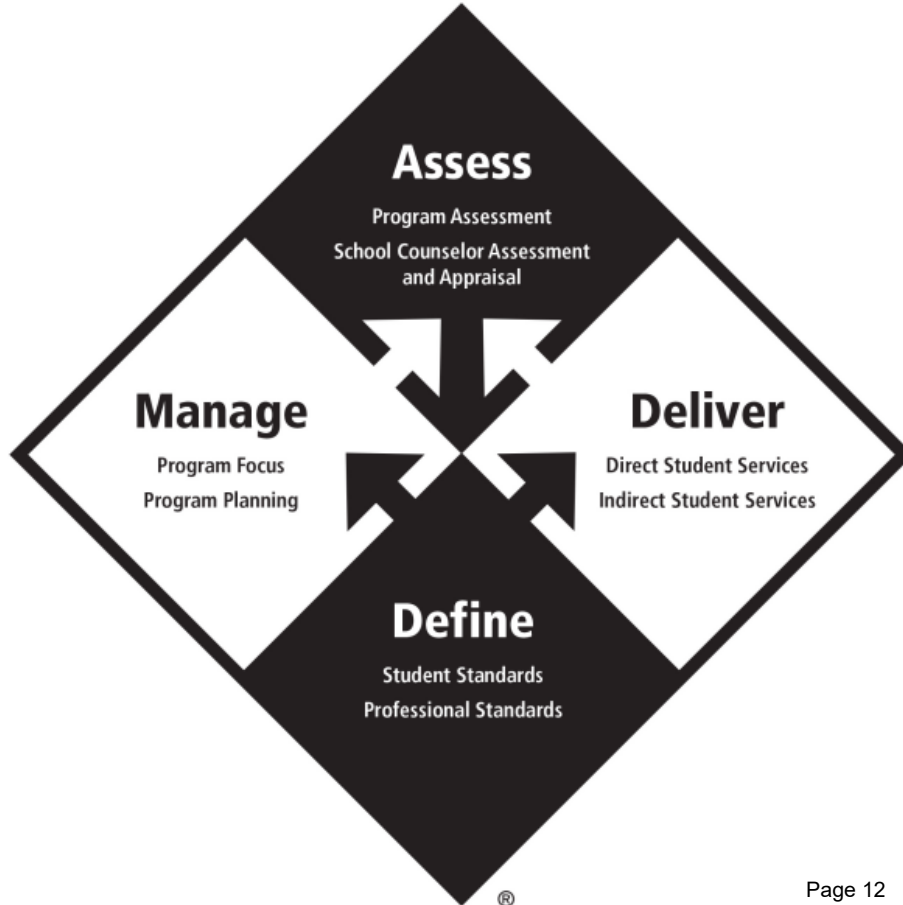 Assess
Program Assessment
School Counselor Assessment
and Appraisal
Manage
Program Focus
Program Planning
Deliver
Direct Student Services
Indirect Student Services
Define
Student Standards
Professional Standards
®
Page 12